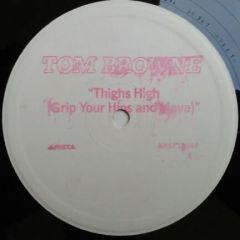 TOM BROWNE
"Thighs High
(Grip Your Hips and Move)"
ARISTA